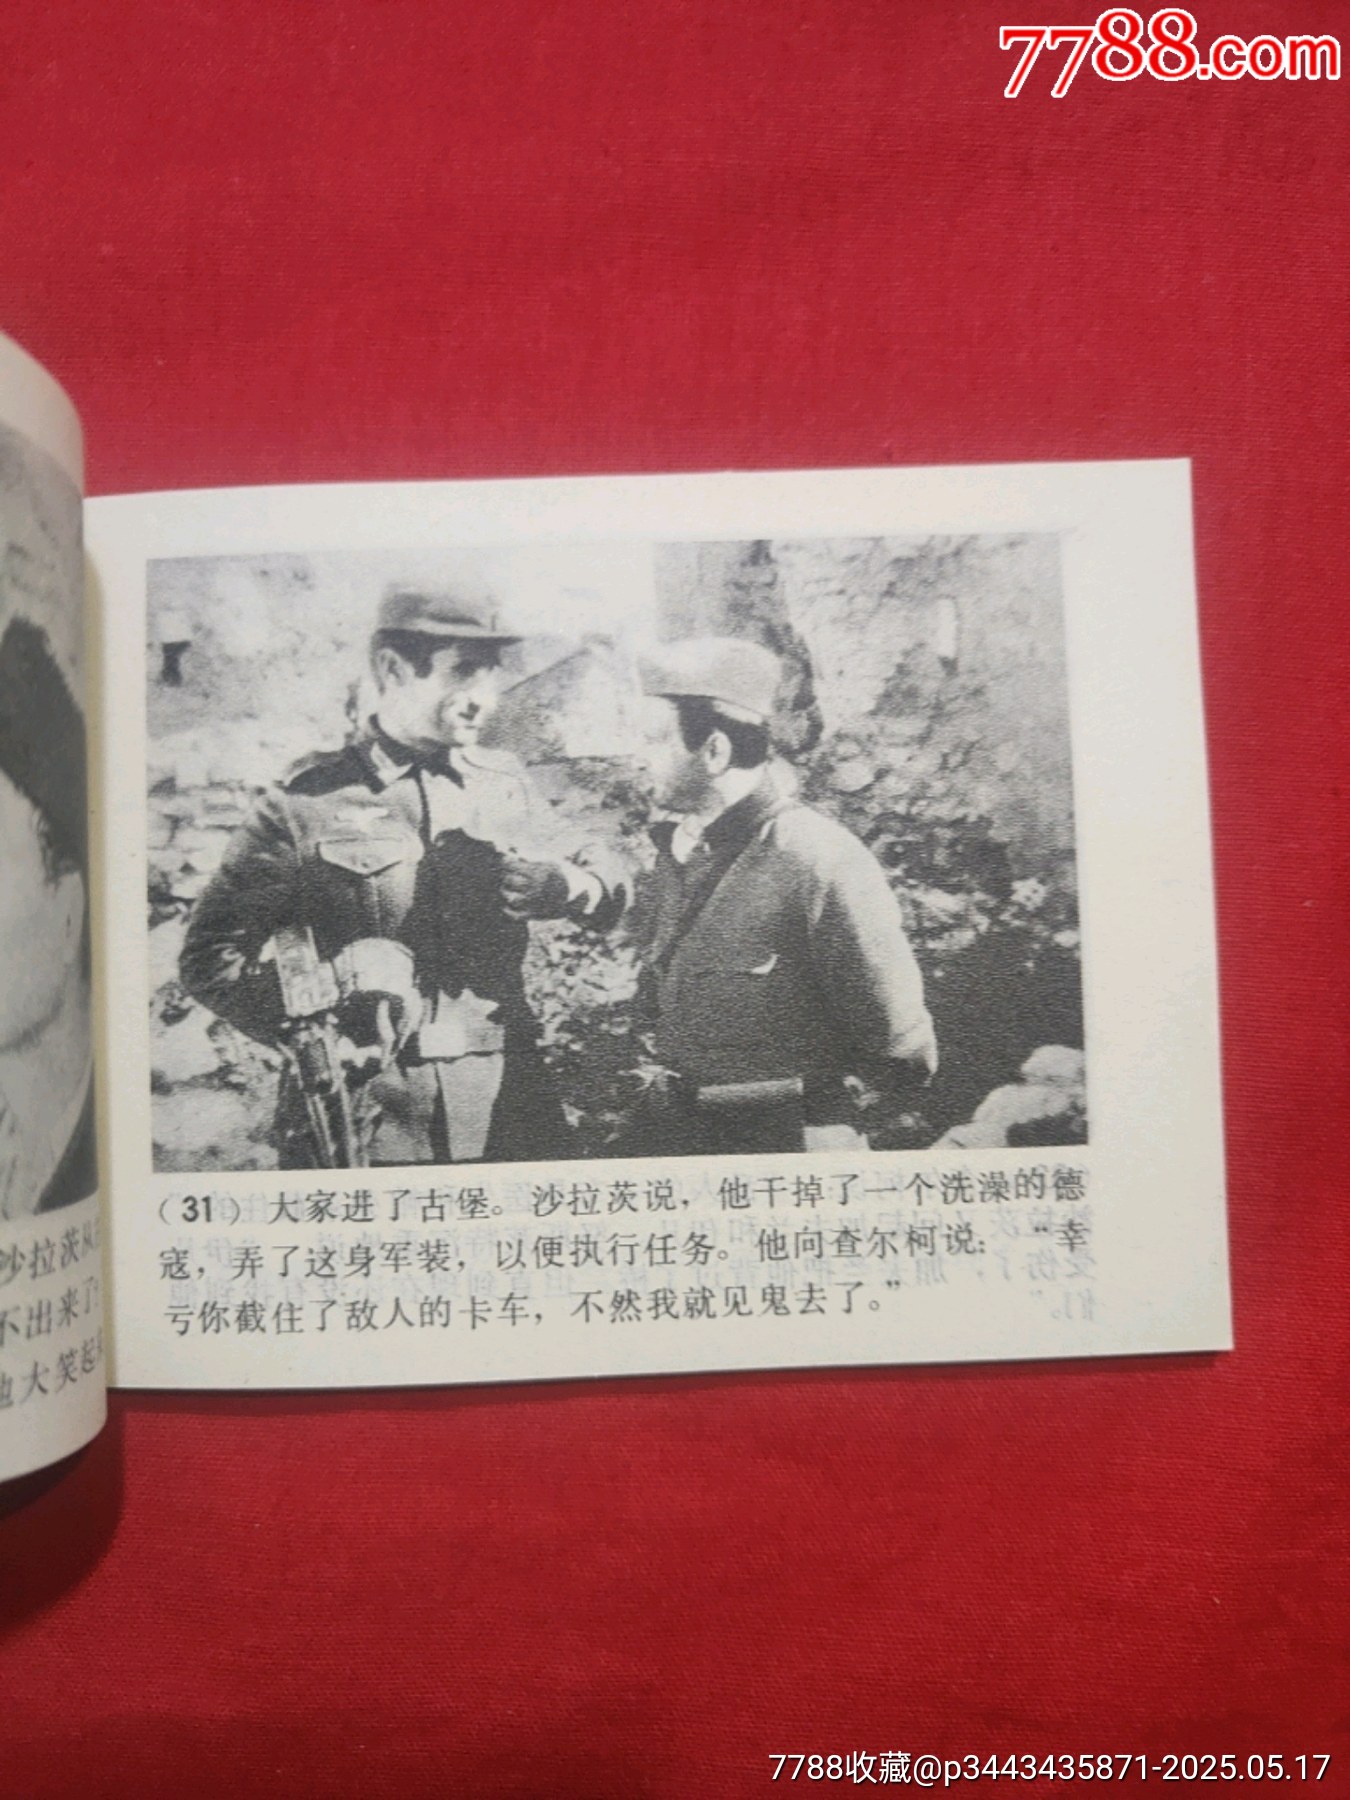 7788.com
沙拉茨从
不出来了
他大笑起
（31）大家进了古堡。沙拉茨说，他干掉了一个洗澡的德
寇，弄了这身军装，以便执行任务。他向查尔柯说：“幸
亏你截住了敌人的卡车，不然我就见鬼去了。”
7788收藏@p3443435871-2025.05.17